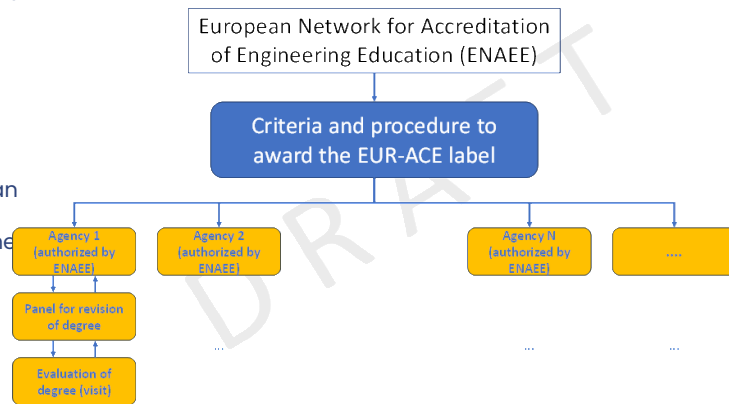 European Network for Accreditation
of Engineering Education (ENAEE)
Criteria and procedure to
award the EUR-ACE label
DRAFT
an
ne
Agency 1
(authorized by
ENAEE)
Agency 2
(authorized by
ENAEE)
Agency N
(authorized by
ENAEE)
....
Panel for revision
of degree
...
...
...
Evaluation of
degree (visit)